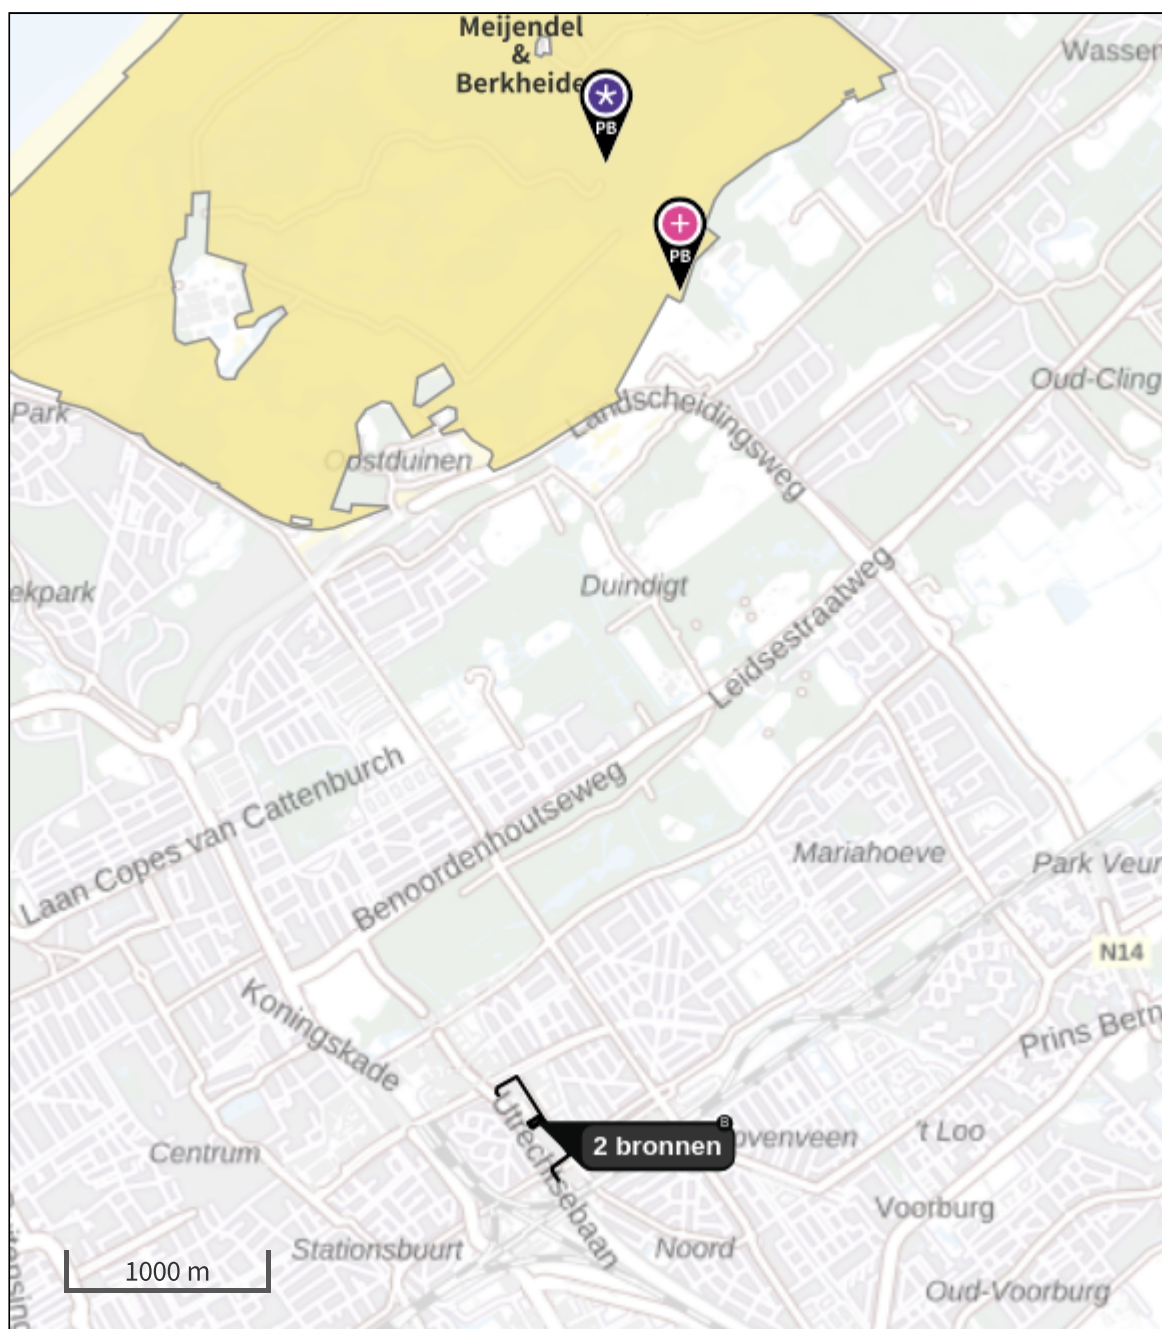 Meijendel
&
Berkheide
Wassen
PB
PB
Oud-Cling
Park
Landscheidingsweg
Oostduinen
ekpark
Duindigt
Leidsestraatweg
Laan Copes van Cattenburch
Benoordenhoutseweg
Mariahoeve
Park Veur
N14
Koningskade
Prins Bern
Utrechtsebaan
B
2 bronnen
ovenveen
't Loo
Centrum
Voorburg
Stationsbuurt
Noord
1000 m
Oud-Voorburg